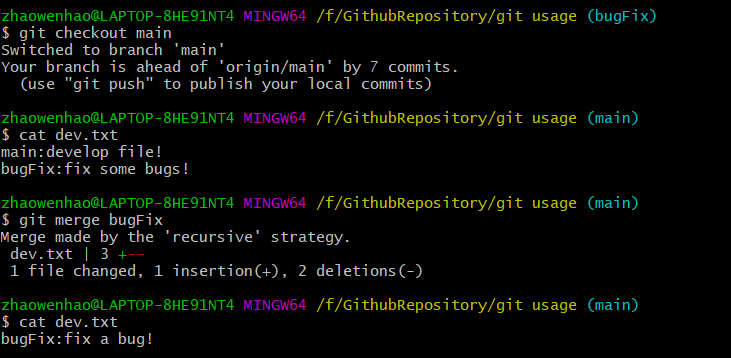 zhaowenhao@LAPTOP-8HE91NT4 MINGW64 /f/GithubRepository/git usage (bugFix)
$ git checkout main
Switched to branch 'main'
Your branch is ahead of 'origin/main' by 7 commits.
  (use "git push" to publish your local commits)

zhaowenhao@LAPTOP-8HE91NT4 MINGW64 /f/GithubRepository/git usage (main)
$ cat dev.txt
main:develop file!
bugFix:fix some bugs!

zhaowenhao@LAPTOP-8HE91NT4 MINGW64 /f/GithubRepository/git usage (main)
$ git merge bugFix
Merge made by the 'recursive' strategy.
 dev.txt | 3 +--
 1 file changed, 1 insertion(+), 2 deletions(-)

zhaowenhao@LAPTOP-8HE91NT4 MINGW64 /f/GithubRepository/git usage (main)
$ cat dev.txt
bugFix:fix a bug!